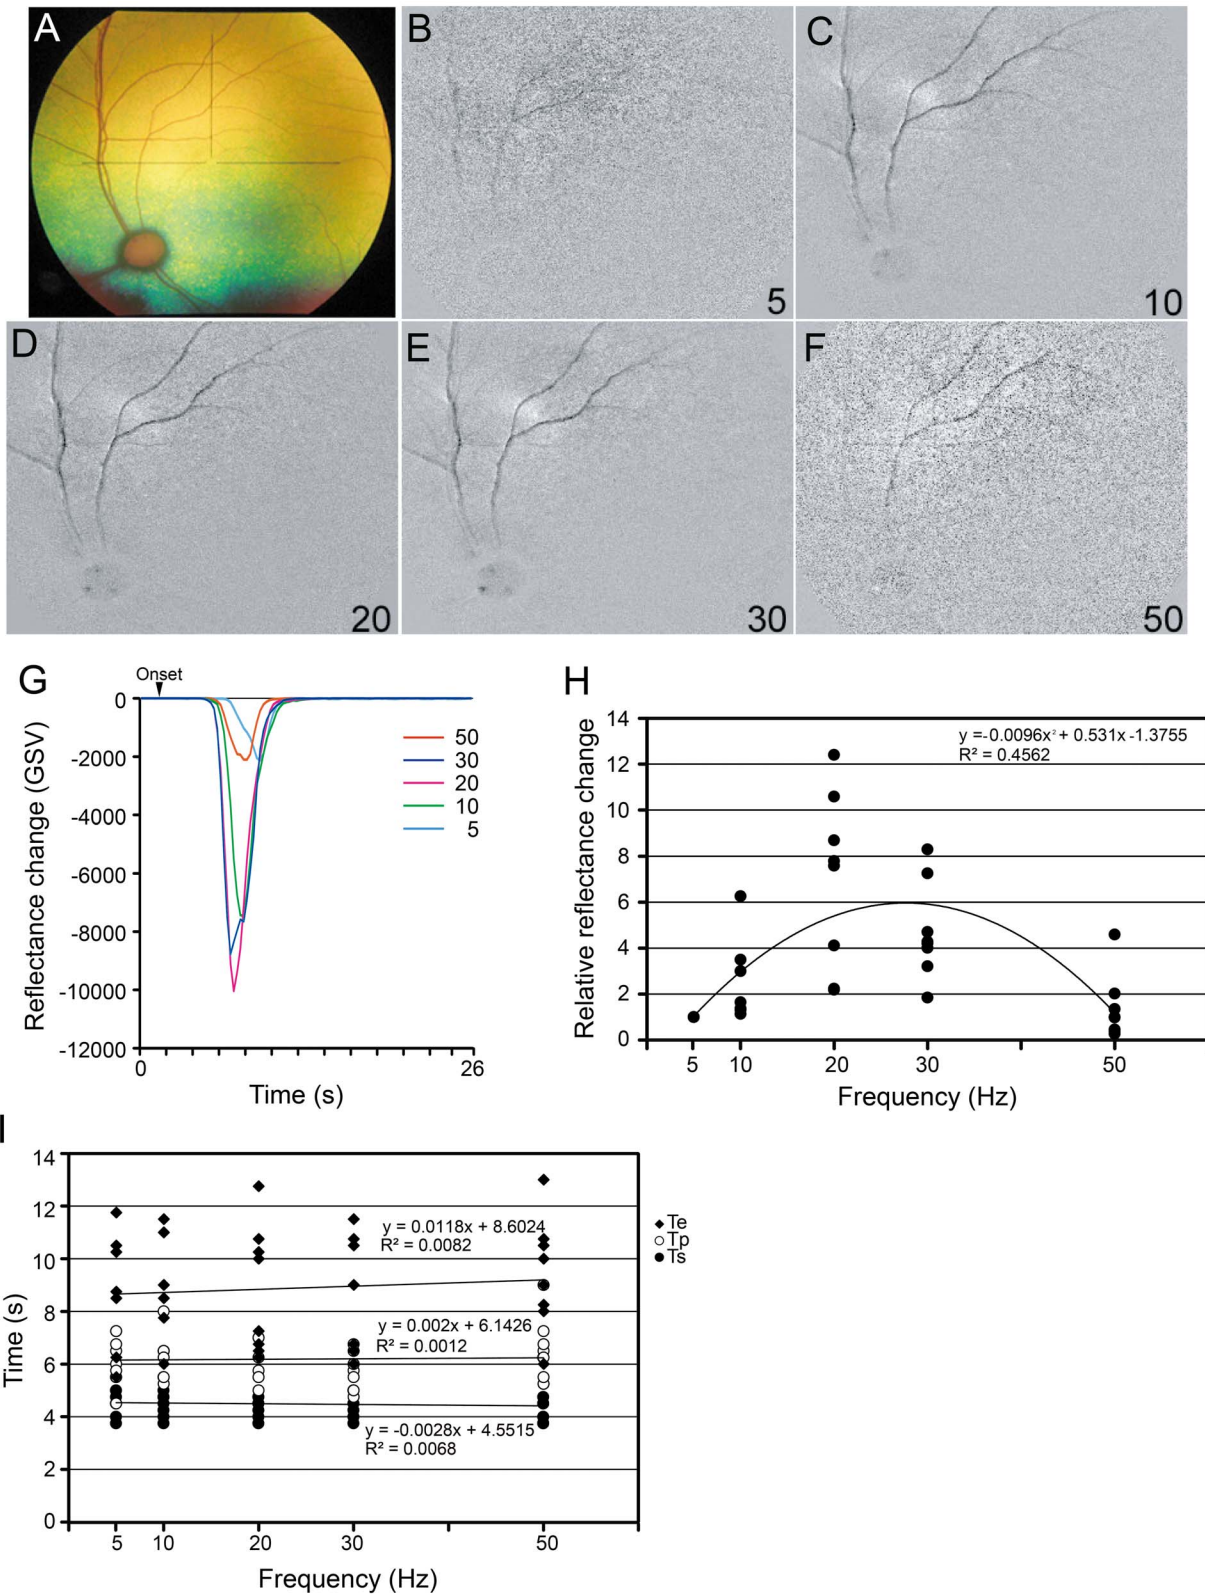 A
B
5
C
10
D
20
E
30
F
50
G
Onset
Reflectance change (GSV)
0
-2000
-4000
-6000
-8000
-10000
-12000
50
30
20
10
5
0
26
Time (s)
H
Relative reflectance change
14
12
10
8
6
4
2
0
y =-0.0096x²+ 0.531x -1.3755
R² = 0.4562
5 10 20 30 50
Frequency (Hz)
I
Time (s)
14
12
10
8
6
4
2
0
y = 0.0118x + 8.6024
R² = 0.0082
y = 0.002x + 6.1426
R² = 0.0012
y = -0.0028x + 4.5515
R² = 0.0068
Te
Tp
Ts
5 10 20 30 50
Frequency (Hz)